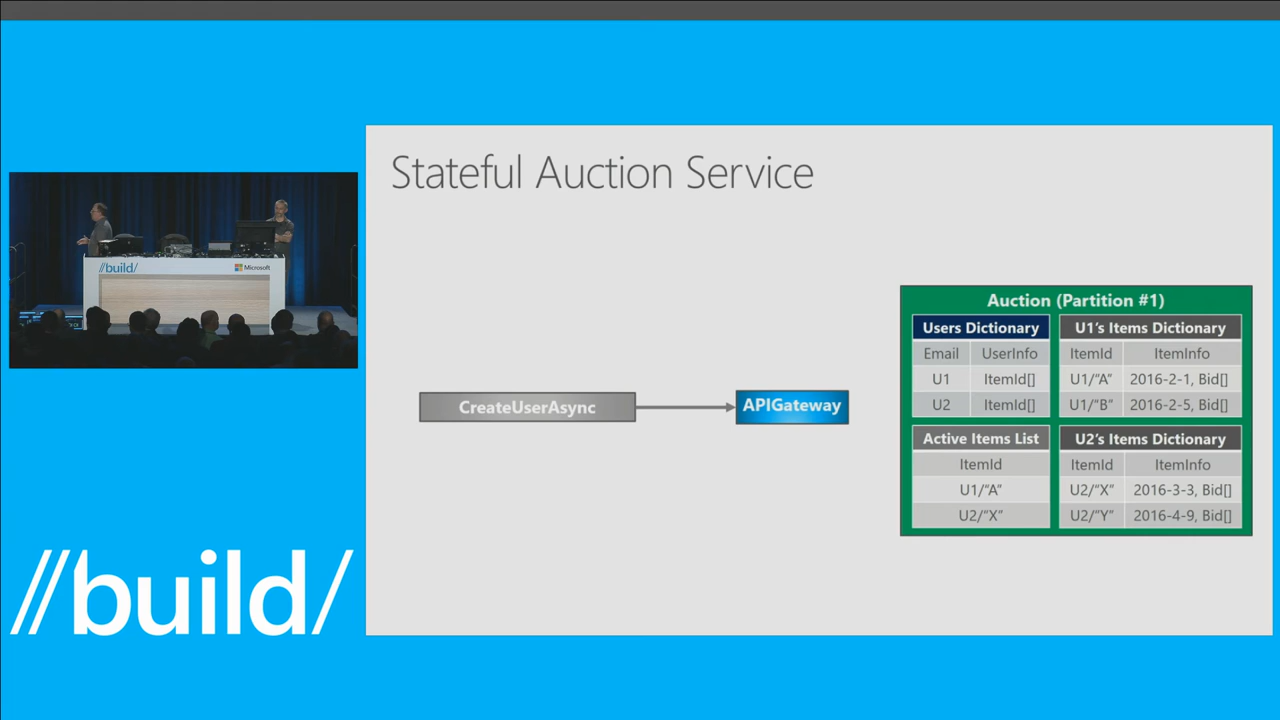 Stateful Auction Service
//build/
Microsoft
CreateUserAsync
APIGateway
Auction (Partition #1)
Users Dictionary
Email UserInfo
U1 ItemId[]
U2 ItemId[]
U1's Items Dictionary
ItemId ItemInfo
U1/“A” 2016-2-1, Bid[]
U1/“B” 2016-2-5, Bid[]
Active Items List
ItemId
U1/“A”
U2/“X”
U2's Items Dictionary
ItemId ItemInfo
U2/“X” 2016-3-3, Bid[]
U2/“Y” 2016-4-9, Bid[]
//build/